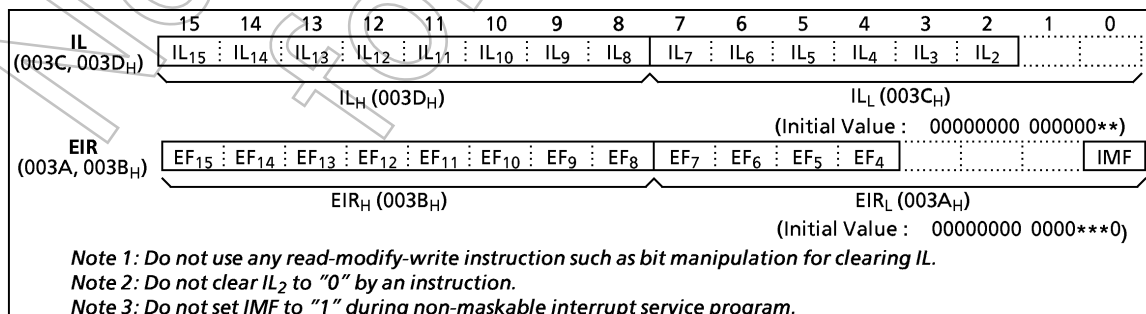 15 14 13 12 11 10 9 8 7 6 5 4 3 2 1 0
IL
(003C, 003DH) IL15 IL14 IL13 IL12 IL11 IL10 IL9 IL8 IL7 IL6 IL5 IL4 IL3 IL2
ILH (003DH) ILL (003CH)
(Initial Value : 00000000 000000**)
EIR
(003A, 003BH) EF15 EF14 EF13 EF12 EF11 EF10 EF9 EF8 EF7 EF6 EF5 EF4 IMF
EIRH (003BH) EIRL (003AH)
(Initial Value : 00000000 0000***0)
Note 1: Do not use any read-modify-write instruction such as bit manipulation for clearing IL.
Note 2: Do not clear IL2 to "0" by an instruction.
Note 3: Do not set IMF to "1" during non-maskable interrupt service program.